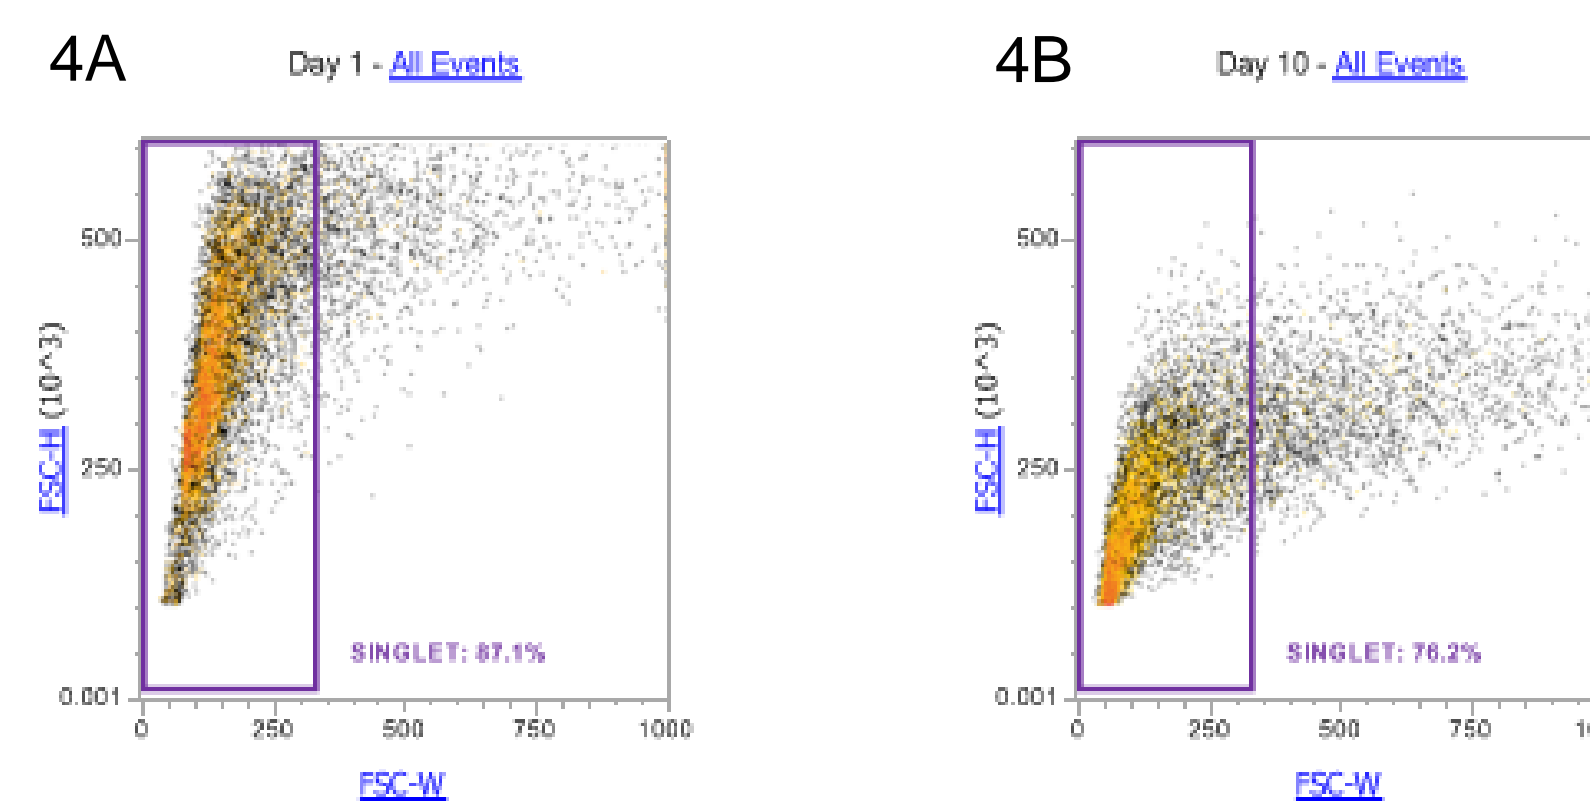 4A
Day 1 - All Events
500
250
0.001
FSC-H (10^3)
SINGLET: 87.1%
0 250 500 750 1000
FSC-W
4B
Day 10 - All Events
500
250
0.001
FSC-H (10^3)
SINGLET: 76.2%
0 250 500 750
FSC-W